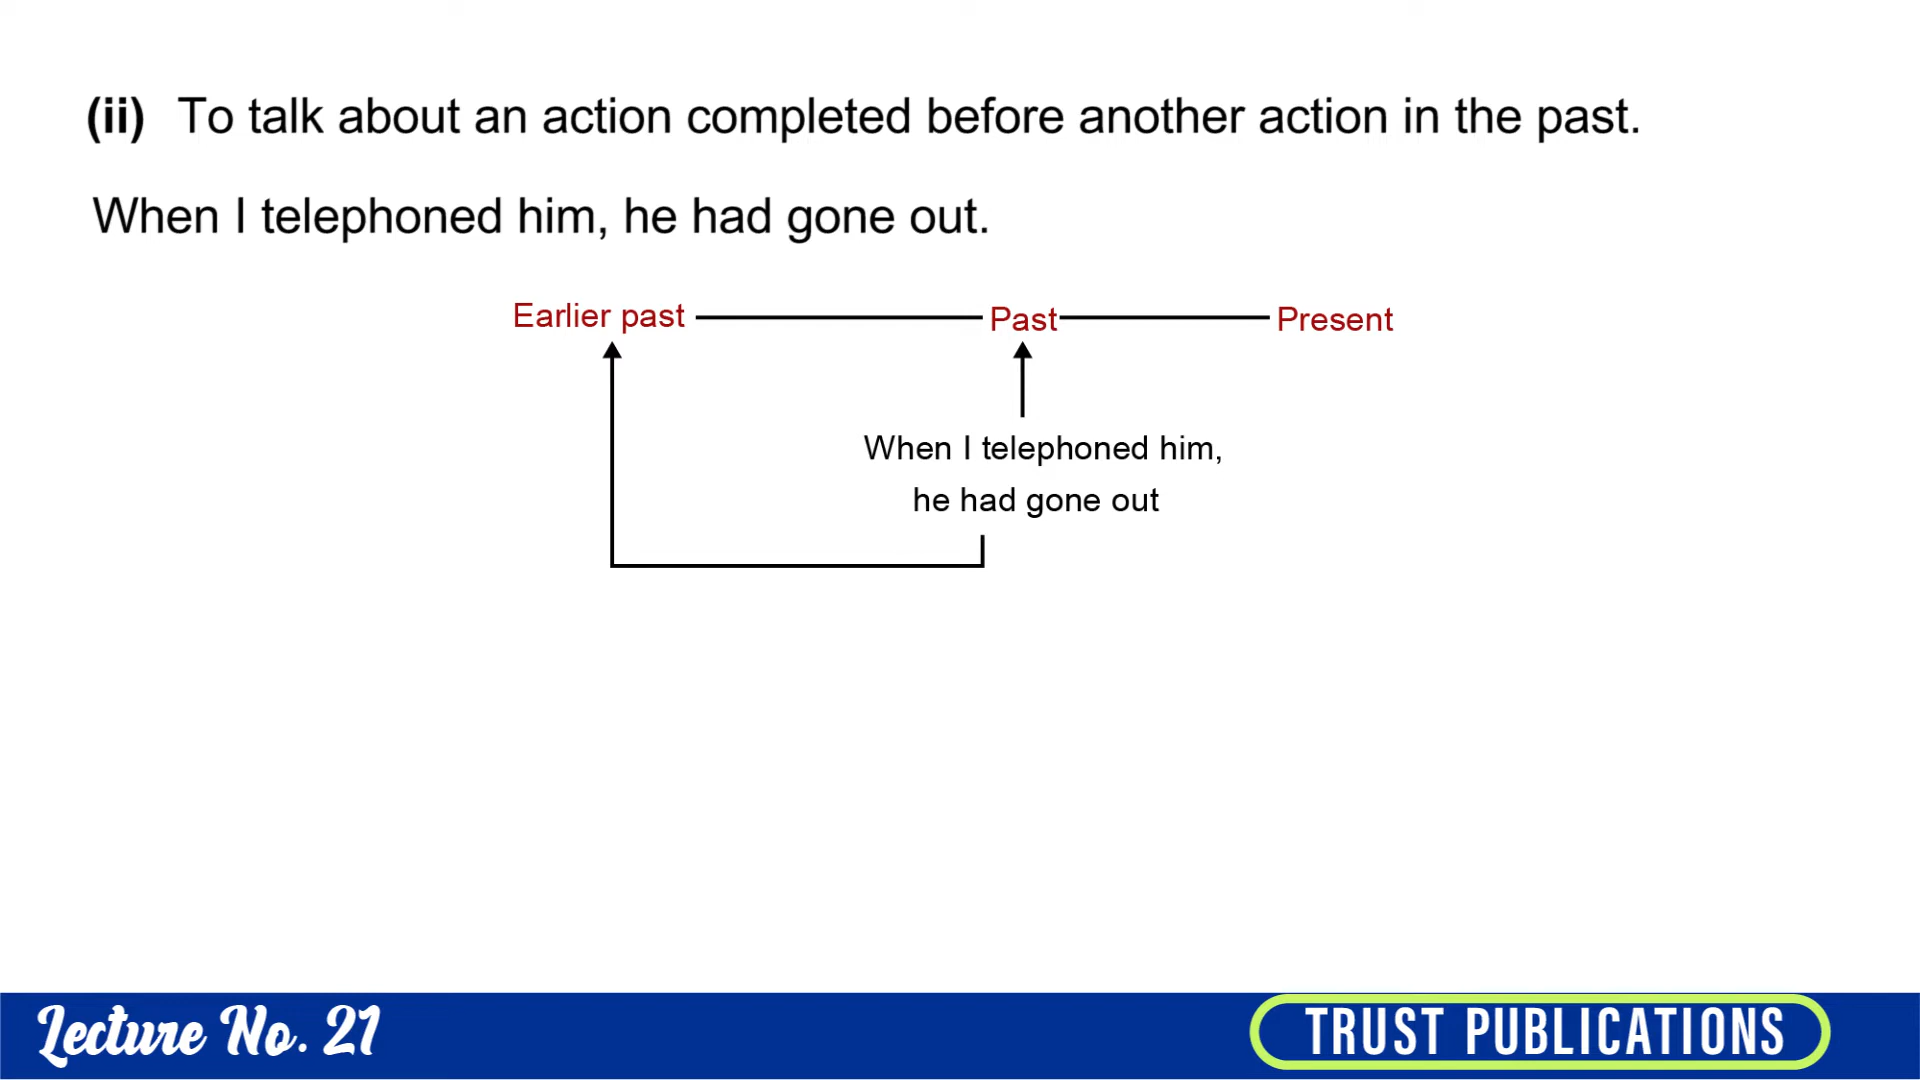 (ii) To talk about an action completed before another action in the past.
When I telephoned him, he had gone out.
Earlier past Past Present
When I telephoned him,
he had gone out
Lecture No. 21 TRUST PUBLICATIONS